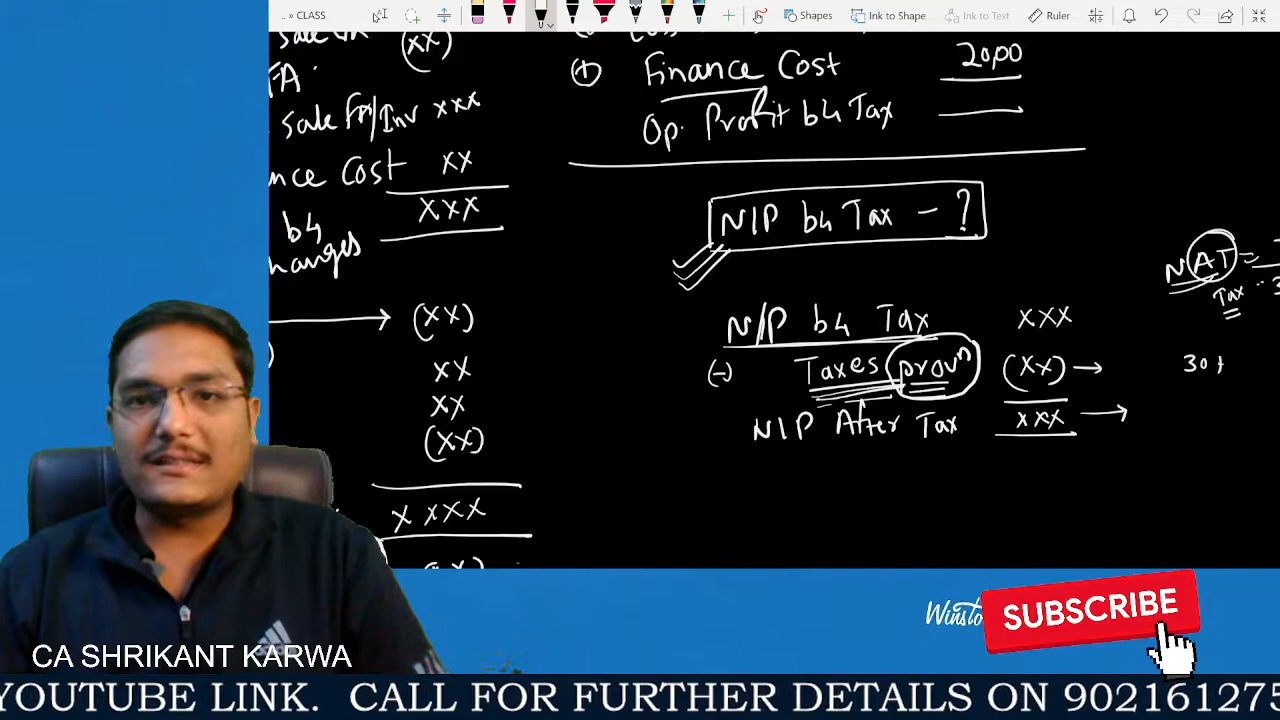 .. » CLASS
Shapes
Ink to Shape
Ink to Text
Ruler
(xx)
FA
Sale FA/Inv xxx
nce Cost xx
xxx
b4
hanges
(xx)
xx
xx
(xx)
x xxx
(+) Finance Cost 2000
Op. Profit b4 Tax
N/P b4 Tax - ?
N/P b4 Tax xxx
(-) Taxes provn (xx) →
N/P After Tax xxx →
NAT =
Tax
30+
Winsto
SUBSCRIBE
CA SHRIKANT KARWA
YOUTUBE LINK. CALL FOR FURTHER DETAILS ON 902161275